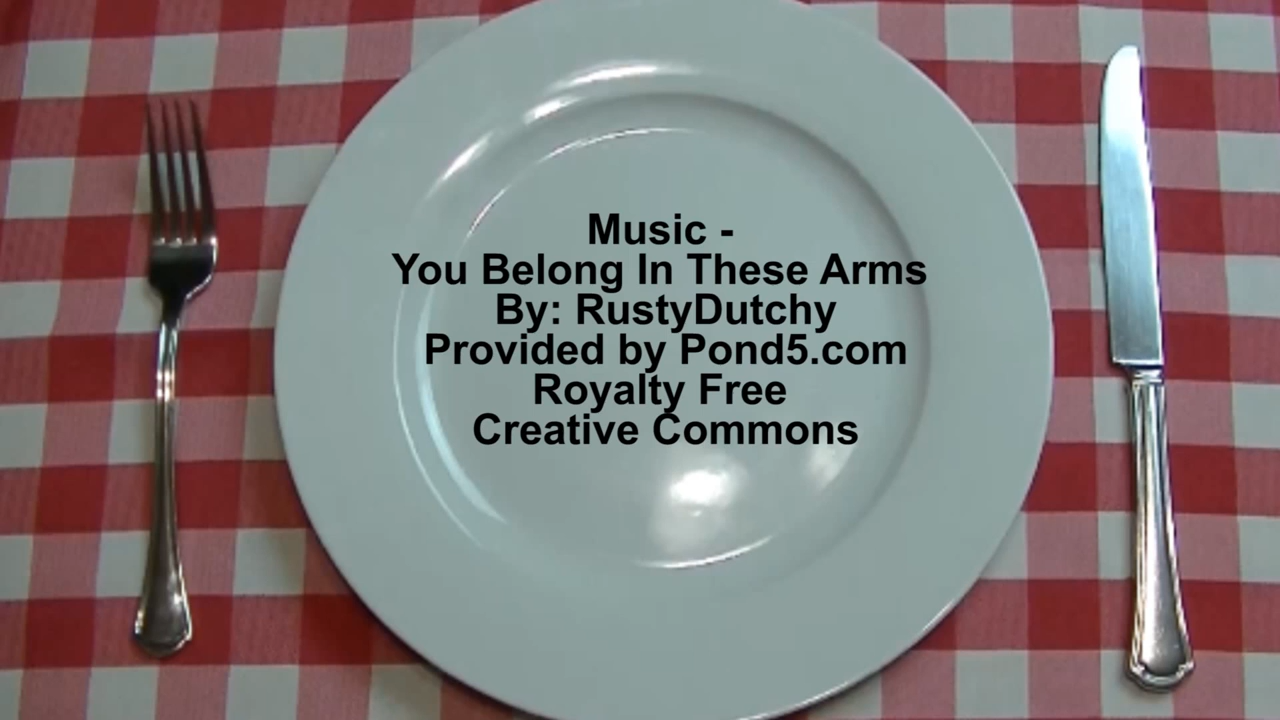 Music -
You Belong In These Arms
By: RustyDutchy
Provided by Pond5.com
Royalty Free
Creative Commons